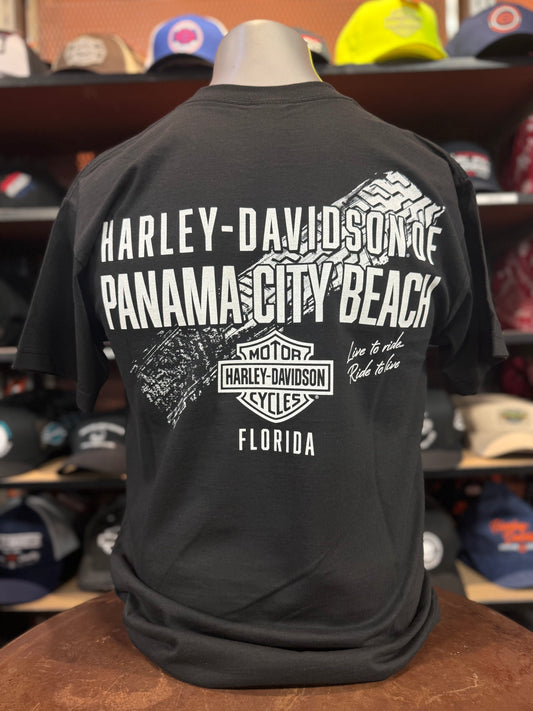 HARLEY-DAVIDSON® OF
PANAMA CITY BEACH
Live to ride...
Ride to live
MOTOR
HARLEY-DAVIDSON
CYCLES®
FLORIDA